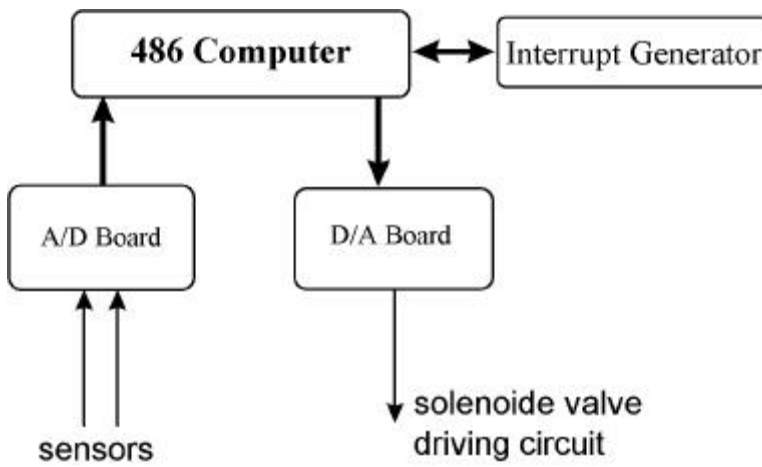 486 Computer
Interrupt Generator
A/D Board
D/A Board
sensors
solenoide valve
driving circuit